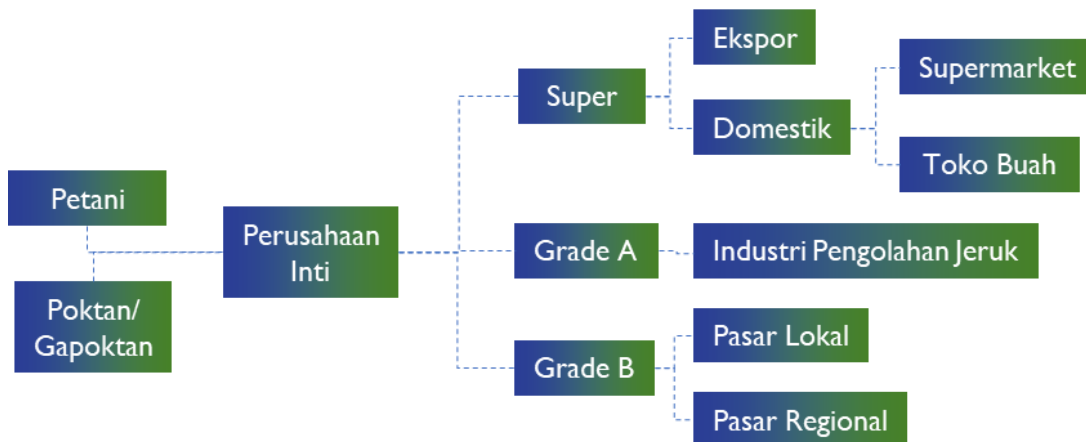 Petani
Poktan/
Gapoktan
Perusahaan
Inti
Super
Ekspor
Domestik
Supermarket
Toko Buah
Grade A
Industri Pengolahan Jeruk
Grade B
Pasar Lokal
Pasar Regional